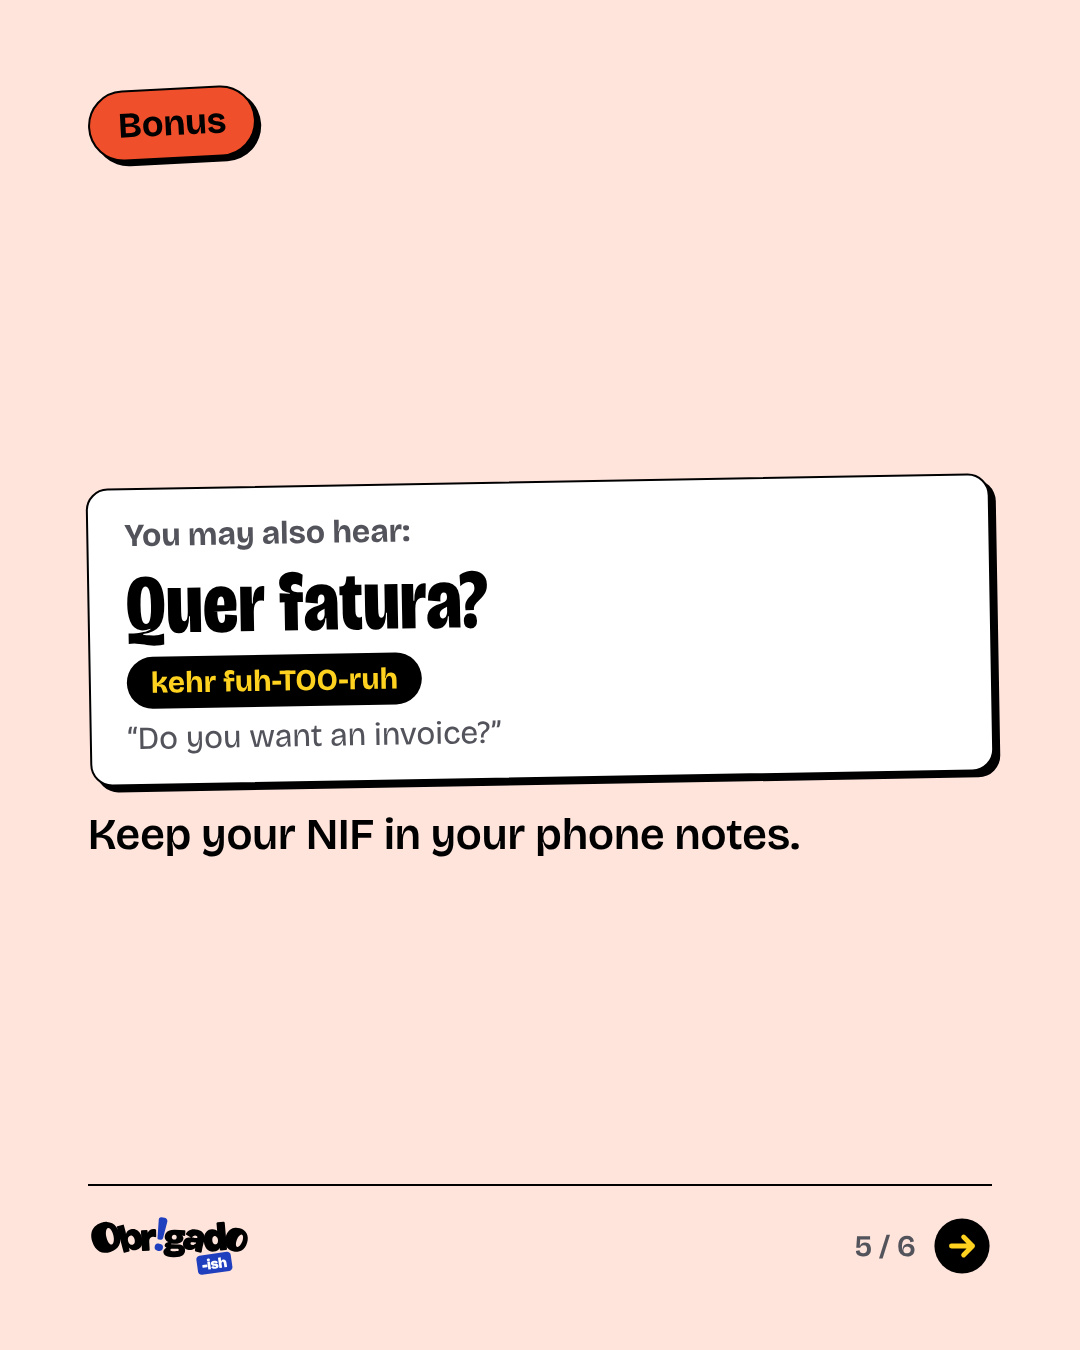 Bonus
You may also hear:
Quer fatura?
kehr fuh-TOO-ruh
“Do you want an invoice?”
Keep your NIF in your phone notes.
Obr!gado
-ish
5 / 6